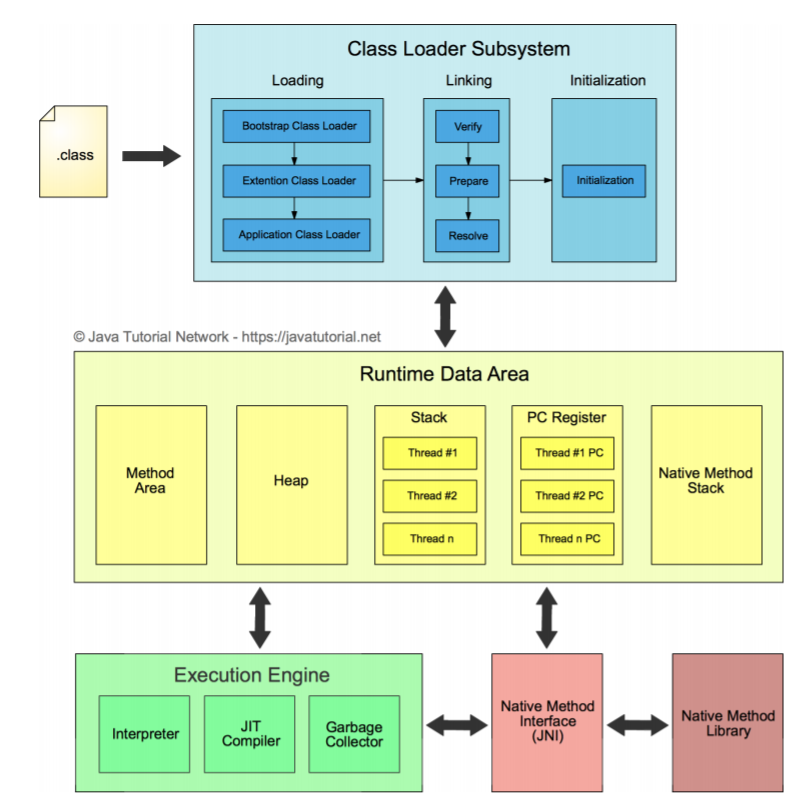 Class Loader Subsystem
Loading
Linking
Initialization
.class
Bootstrap Class Loader
Extention Class Loader
Application Class Loader
Verify
Prepare
Resolve
Initialization
© Java Tutorial Network - https://javatutorial.net
Runtime Data Area
Method
Area
Heap
Stack
Thread #1
Thread #2
Thread n
PC Register
Thread #1 PC
Thread #2 PC
Thread n PC
Native Method
Stack
Execution Engine
Interpreter
JIT
Compiler
Garbage
Collector
Native Method
Interface
(JNI)
Native Method
Library